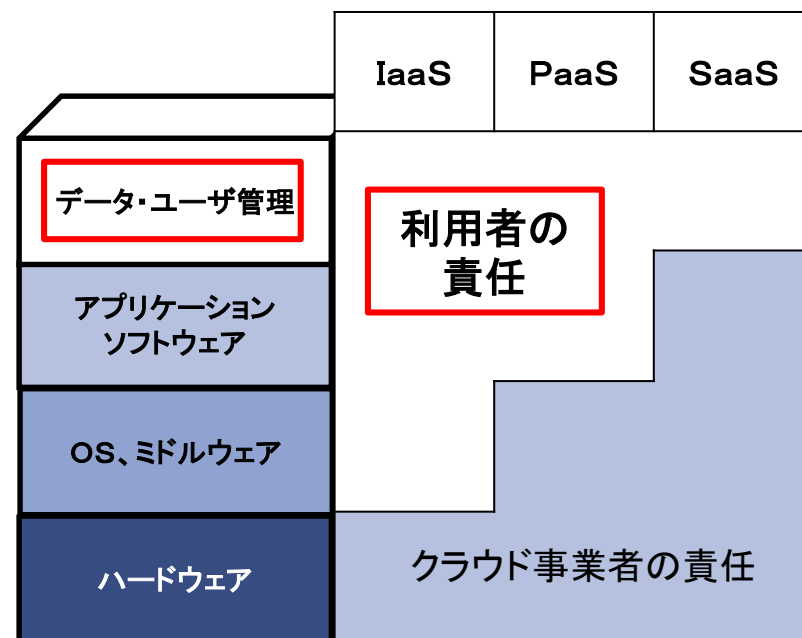 IaaS
PaaS
SaaS
データ・ユーザ管理
利用者の
責任
アプリケーション
ソフトウェア
OS、ミドルウェア
ハードウェア
クラウド事業者の責任